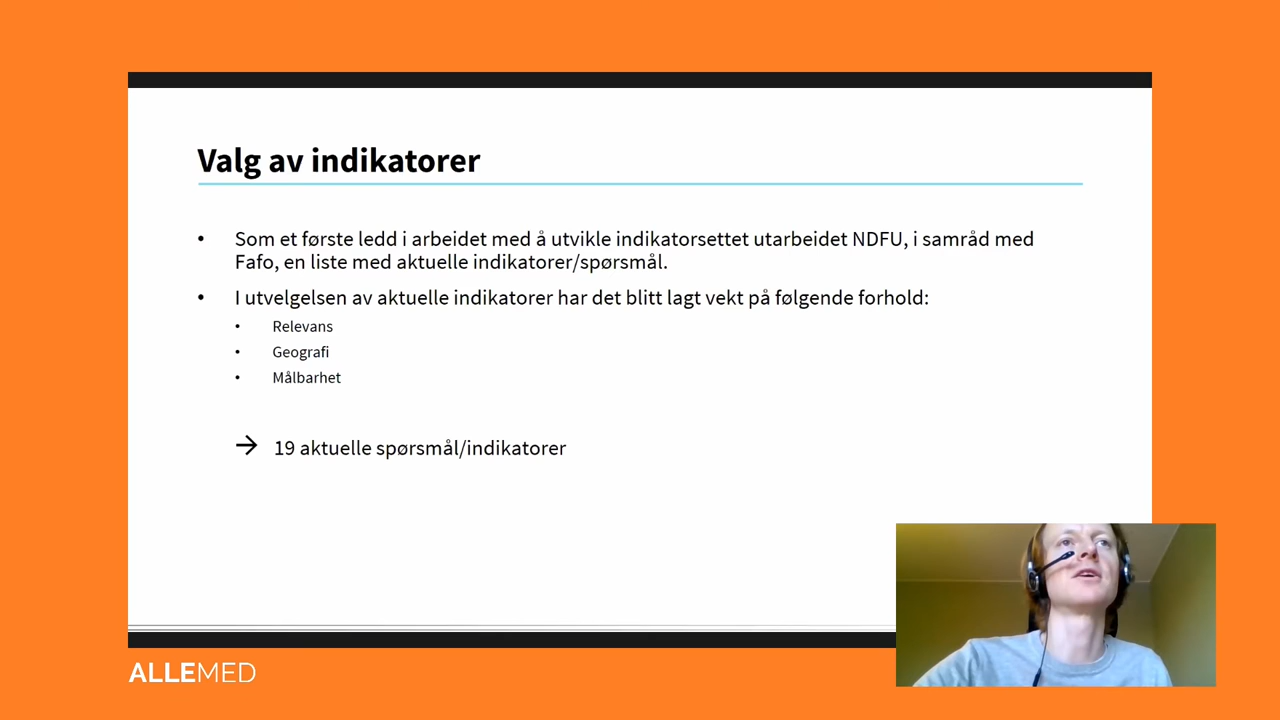 Valg av indikatorer
• Som et første ledd i arbeidet med å utvikle indikatorsettet utarbeidet NDFU, i samråd med
Fafo, en liste med aktuelle indikatorer/spørsmål.
• I utvelgelsen av aktuelle indikatorer har det blitt lagt vekt på følgende forhold:
• Relevans
• Geografi
• Målbarhet
→ 19 aktuelle spørsmål/indikatorer
ALLEMED